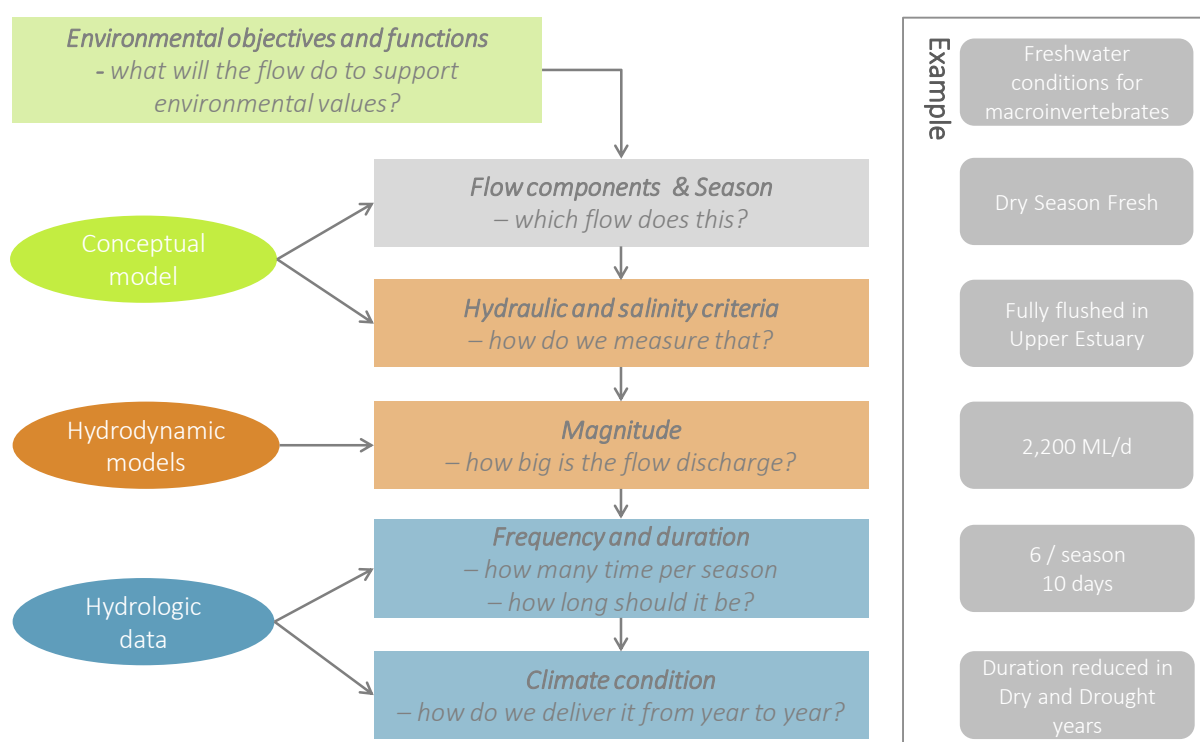 Environmental objectives and functions
- what will the flow do to support
environmental values?
Flow components & Season
– which flow does this?
Conceptual
model
Hydraulic and salinity criteria
– how do we measure that?
Hydrodynamic
models
Magnitude
– how big is the flow discharge?
Frequency and duration
– how many time per season
– how long should it be?
Hydrologic
data
Climate condition
– how do we deliver it from year to year?
Example
Freshwater
conditions for
macroinvertebrates
Dry Season Fresh
Fully flushed in
Upper Estuary
2,200 ML/d
6 / season
10 days
Duration reduced in
Dry and Drought
years